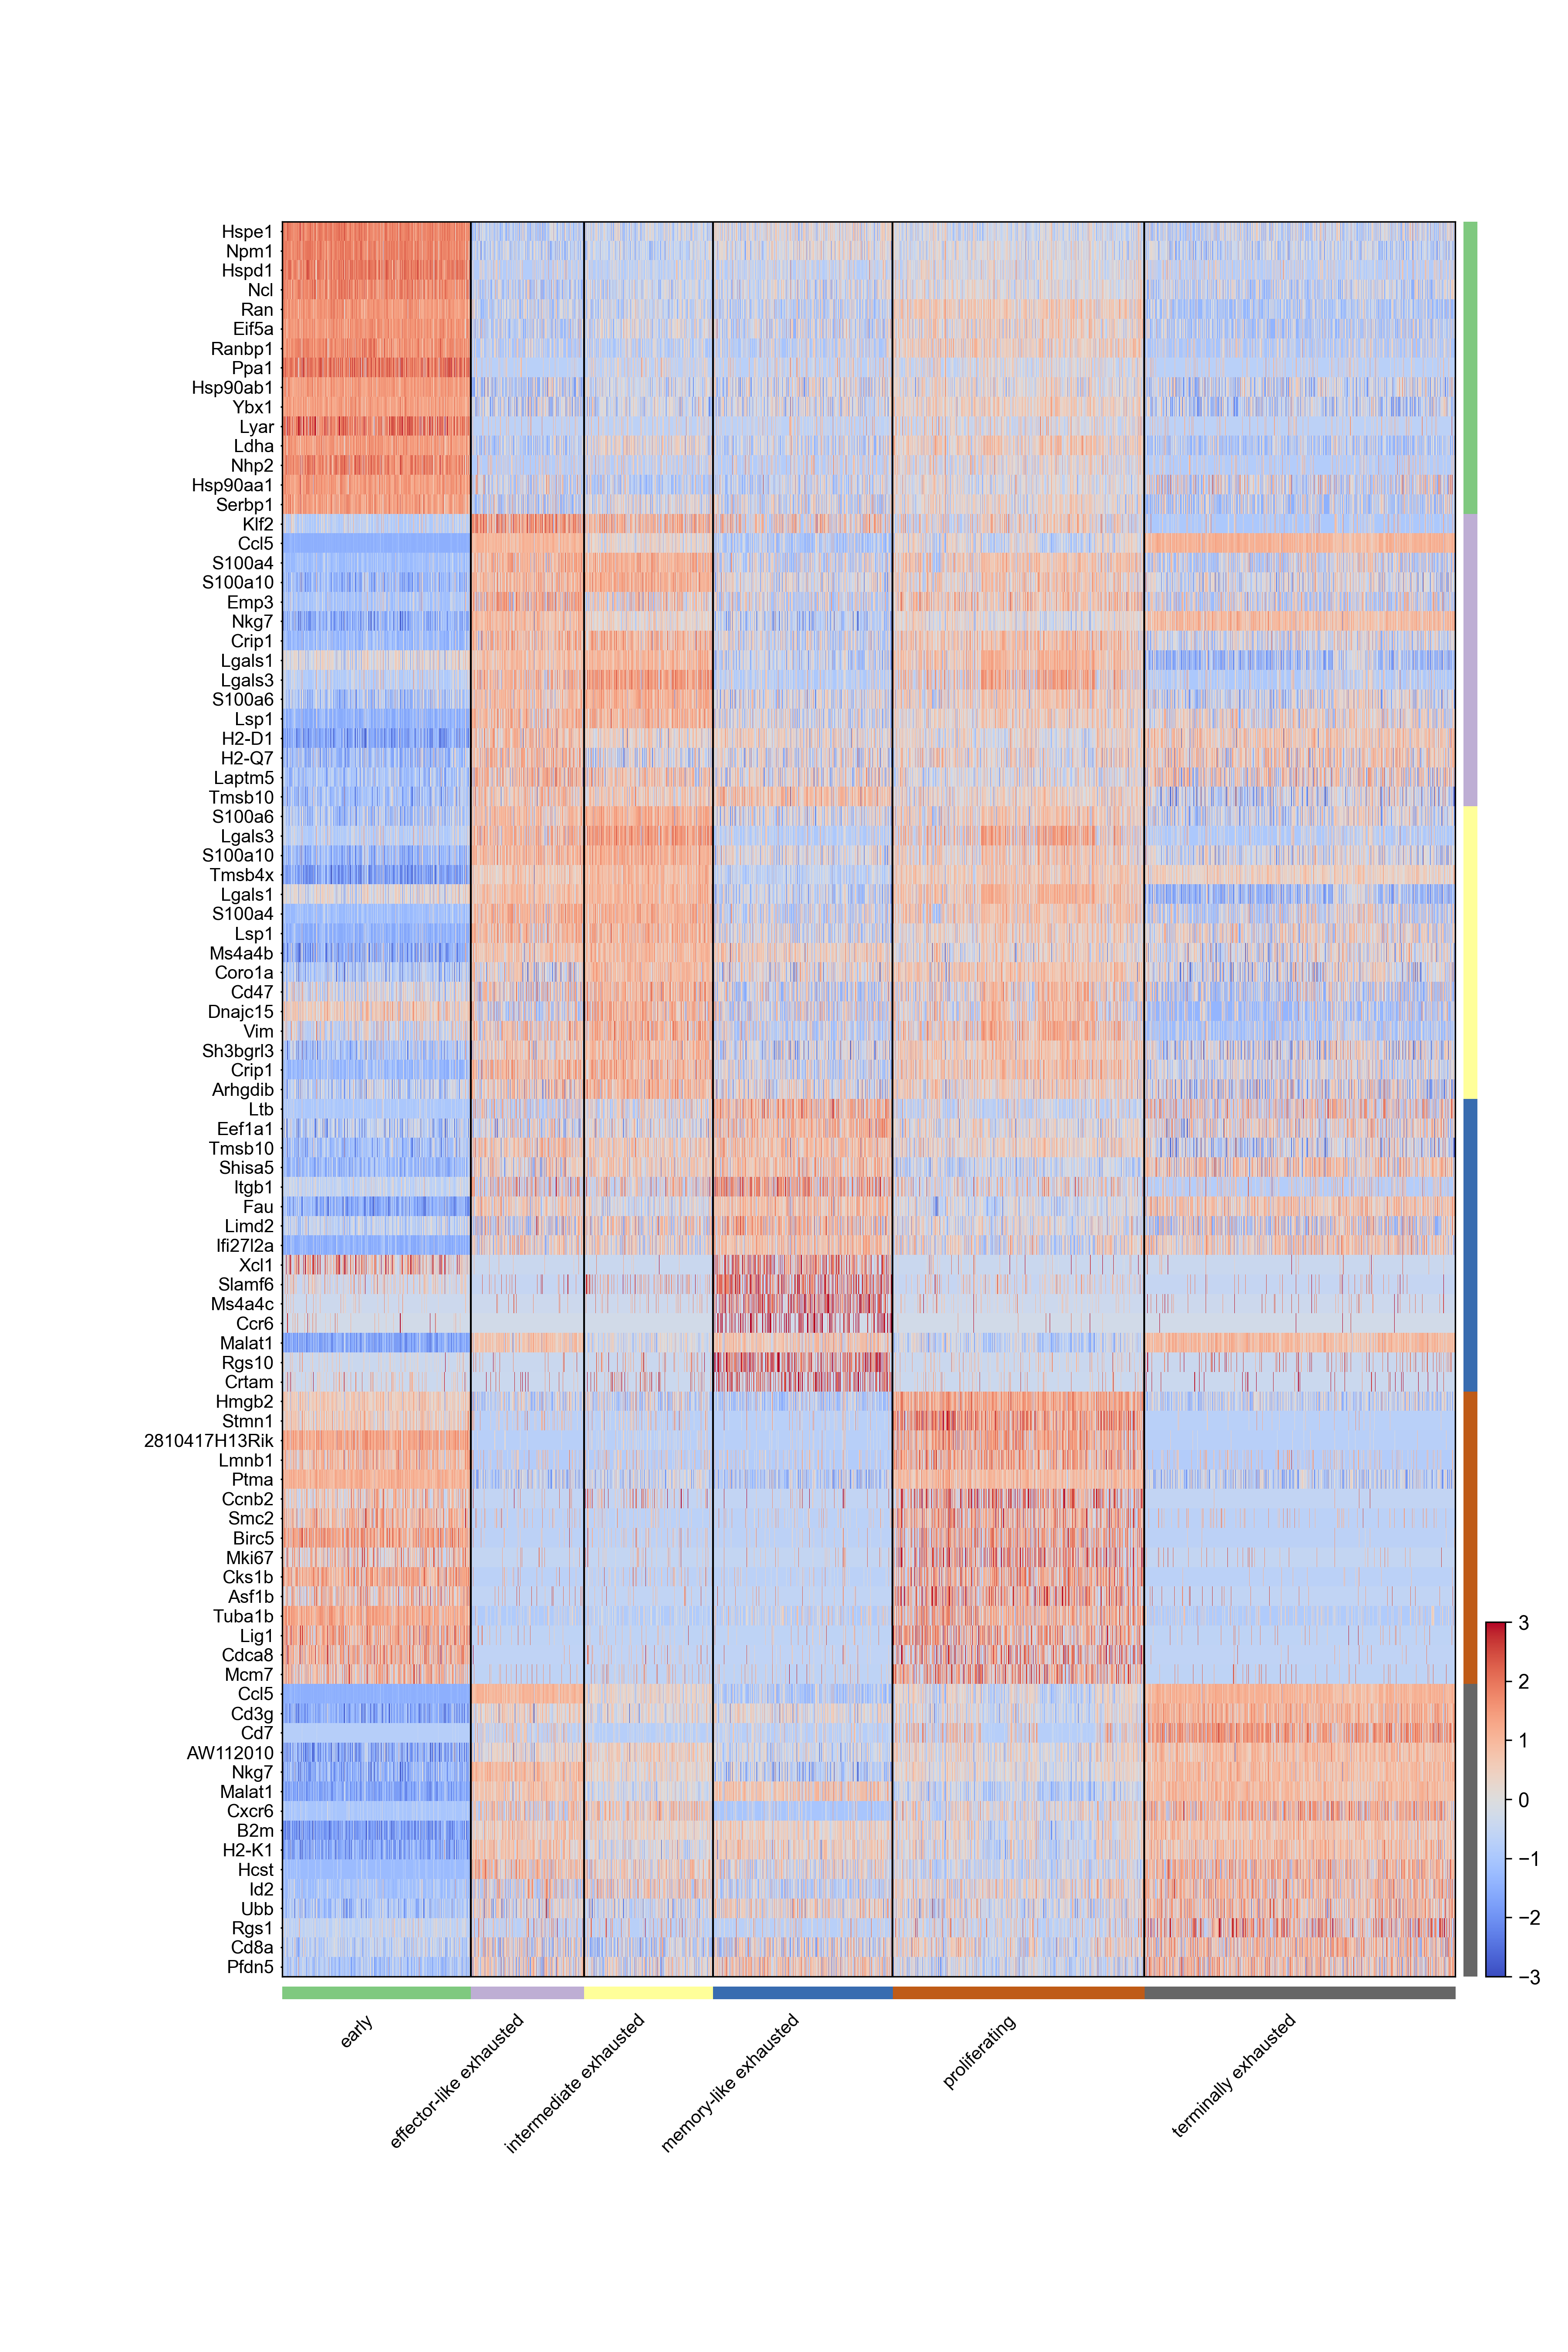 Hspe1
Npm1
Hspd1
Ncl
Ran
Eif5a
Ranbp1
Ppa1
Hsp90ab1
Ybx1
Lyar
Ldha
Nhp2
Hsp90aa1
Serbp1
Klf2
Ccl5
S100a4
S100a10
Emp3
Nkg7
Crip1
Lgals1
Lgals3
S100a6
Lsp1
H2-D1
H2-Q7
Laptm5
Tmsb10
S100a6
Lgals3
S100a10
Tmsb4x
Lgals1
S100a4
Lsp1
Ms4a4b
Coro1a
Cd47
Dnajc15
Vim
Sh3bgrl3
Crip1
Arhgdib
Ltb
Eef1a1
Tmsb10
Shisa5
Itgb1
Fau
Limd2
Ifi27l2a
Xcl1
Slamf6
Ms4a4c
Ccr6
Malat1
Rgs10
Crtam
Hmgb2
Stmn1
2810417H13Rik
Lmnb1
Ptma
Ccnb2
Smc2
Birc5
Mki67
Cks1b
Asf1b
Tuba1b
Lig1
Cdca8
Mcm7
Ccl5
Cd3g
Cd7
AW112010
Nkg7
Malat1
Cxcr6
B2m
H2-K1
Hcst
Id2
Ubb
Rgs1
Cd8a
Pfdn5
early
effector-like exhausted
intermediate exhausted
memory-like exhausted
proliferating
terminally exhausted
3
2
1
0
−1
−2
−3